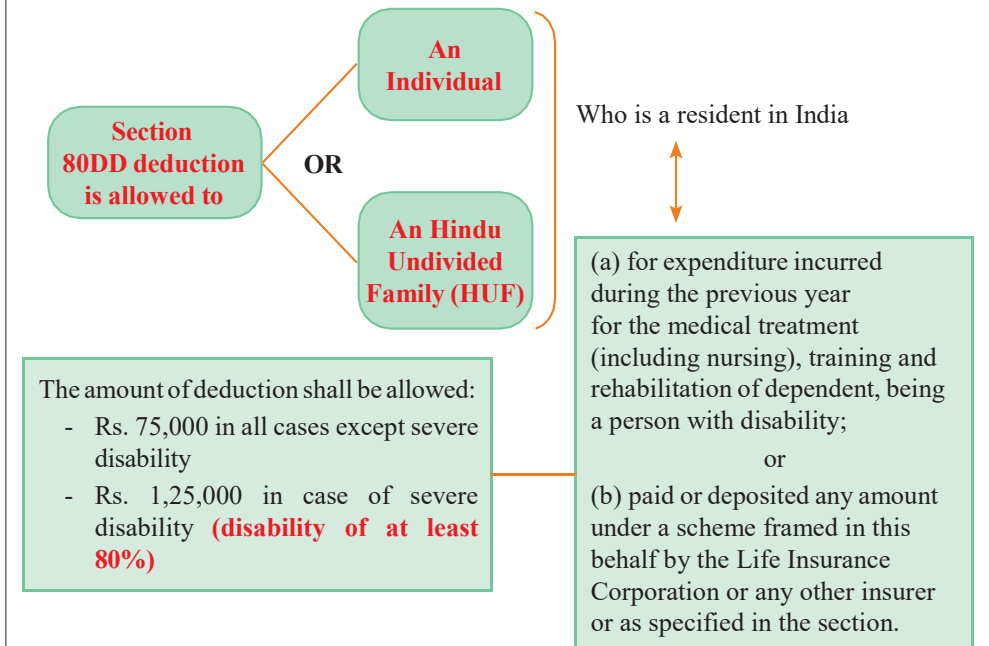 Section
80DD deduction
is allowed to
An
Individual
OR
An Hindu
Undivided
Family (HUF)
Who is a resident in India
(a) for expenditure incurred
during the previous year
for the medical treatment
(including nursing), training and
rehabilitation of dependent, being
a person with disability;
or
(b) paid or deposited any amount
under a scheme framed in this
behalf by the Life Insurance
Corporation or any other insurer
or as specified in the section.
The amount of deduction shall be allowed:
- Rs. 75,000 in all cases except severe
disability
- Rs. 1,25,000 in case of severe
disability (disability of at least
80%)